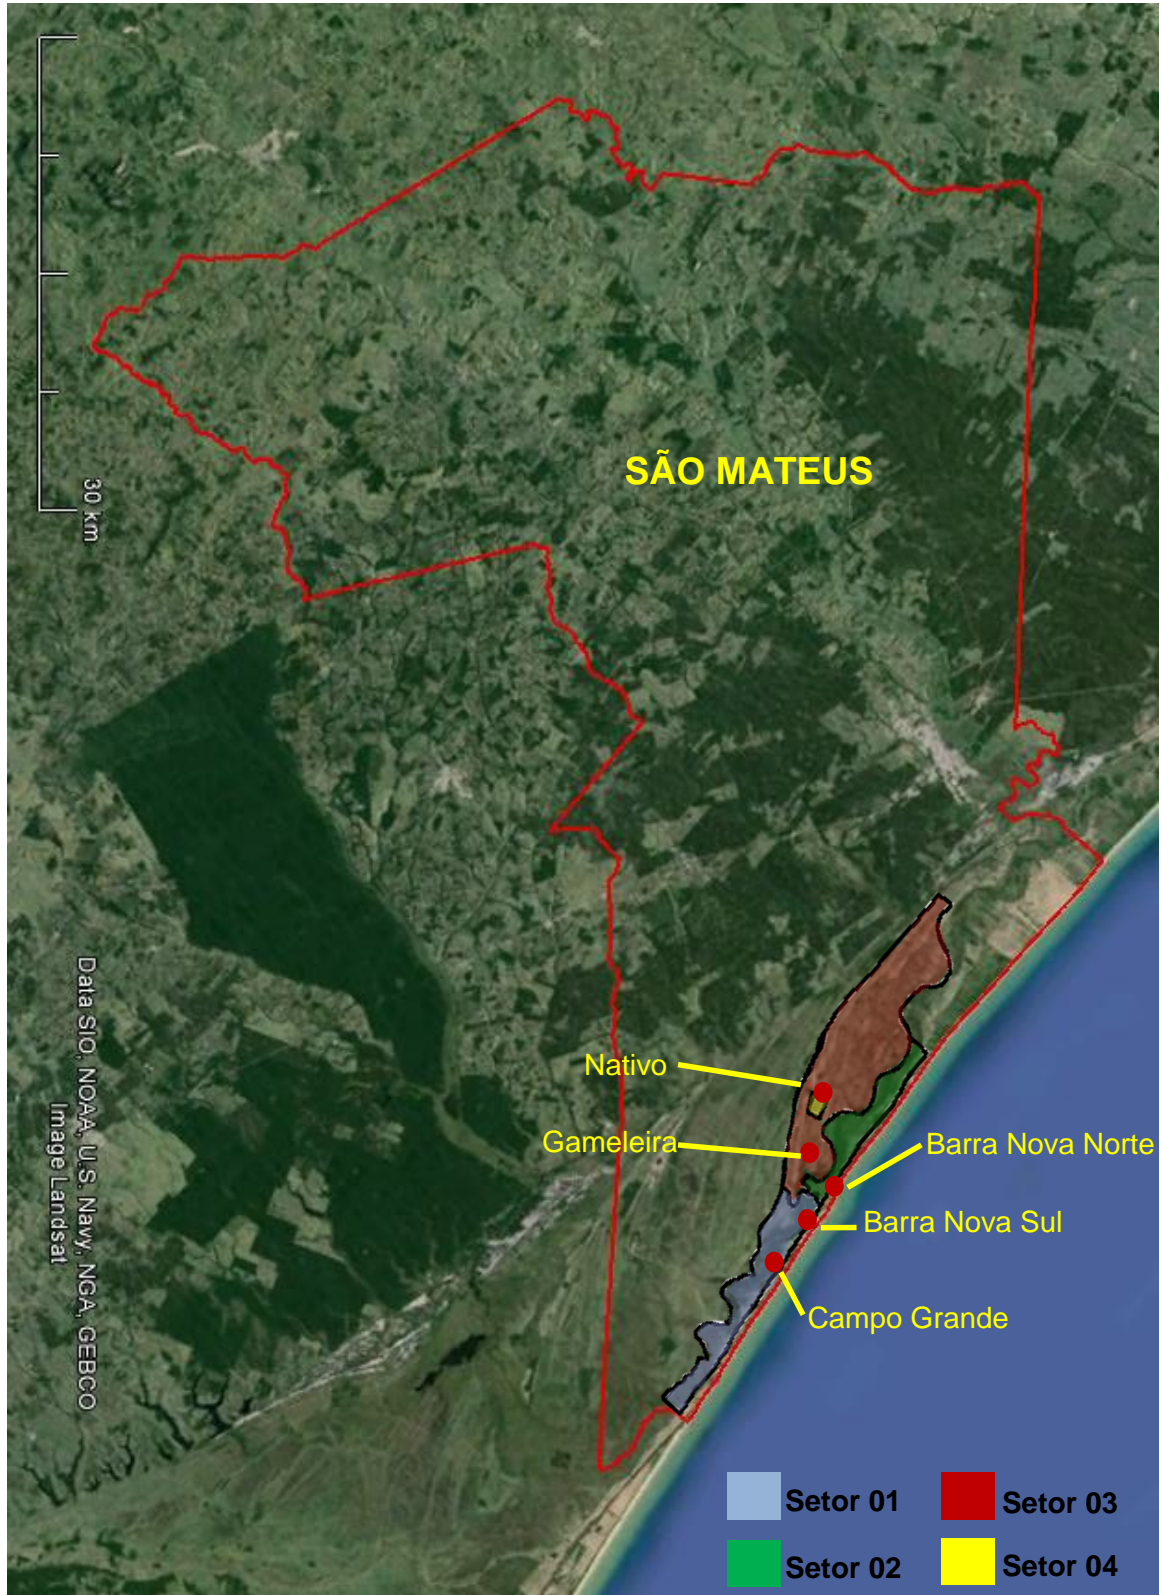 SÃO MATEUS
30 km
Nativo
Gameleira
Barra Nova Norte
Barra Nova Sul
Campo Grande
Data SIO, NOAA, U.S. Navy, NGA, GEBCO
Image Landsat
Setor 01
Setor 03
Setor 02
Setor 04